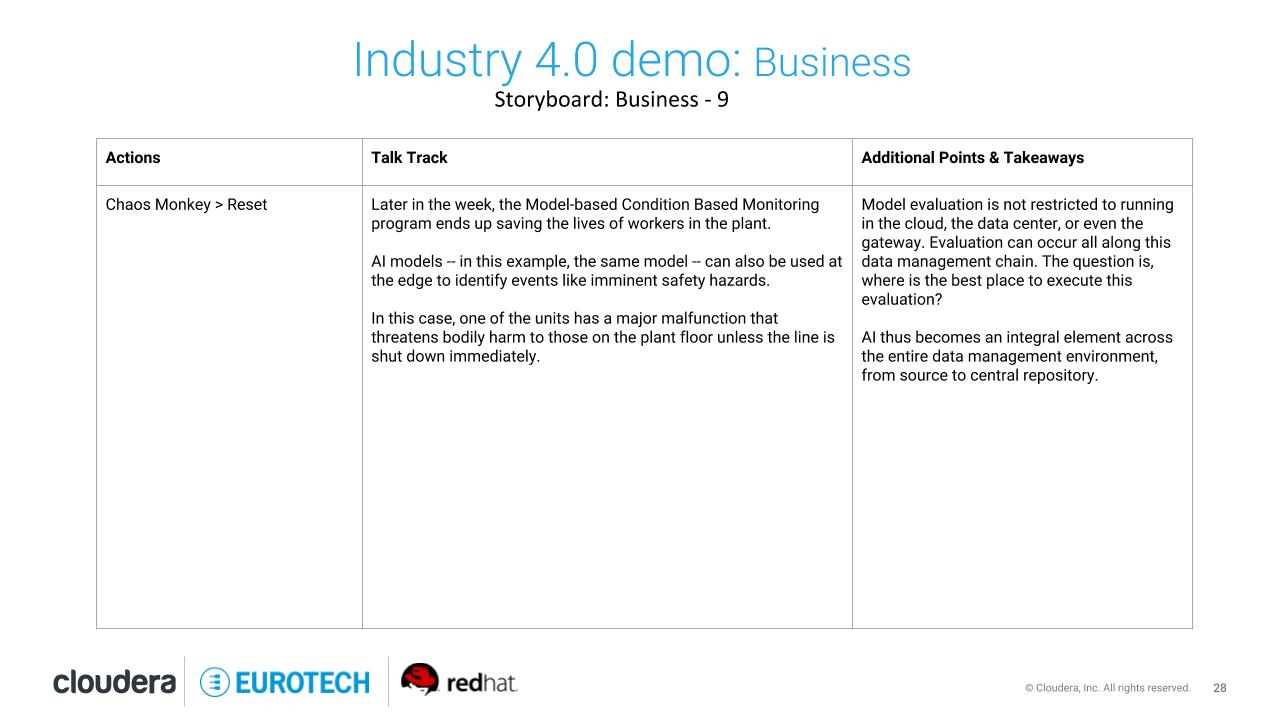 Industry 4.0 demo: Business
Storyboard: Business - 9
Actions
Talk Track
Additional Points & Takeaways
Chaos Monkey > Reset
Later in the week, the Model-based Condition Based Monitoring
program ends up saving the lives of workers in the plant.
AI models -- in this example, the same model -- can also be used at
the edge to identify events like imminent safety hazards.
In this case, one of the units has a major malfunction that
threatens bodily harm to those on the plant floor unless the line is
shut down immediately.
Model evaluation is not restricted to running
in the cloud, the data center, or even the
gateway. Evaluation can occur all along this
data management chain. The question is,
where is the best place to execute this
evaluation?
AI thus becomes an integral element across
the entire data management environment,
from source to central repository.
cloudera
EUROTECH
redhat.
© Cloudera, Inc. All rights reserved.
28